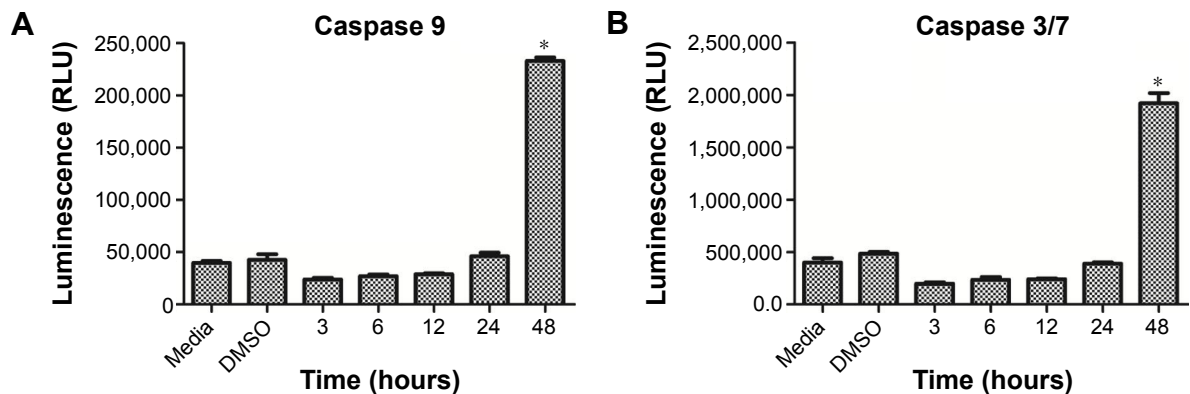 A
Caspase 9
Luminescence (RLU)
250,000
200,000
150,000
100,000
50,000
0
*
Media
DMSO
3
6
12
24
48
Time (hours)
B
Caspase 3/7
Luminescence (RLU)
2,500,000
2,000,000
1,500,000
1,000,000
500,000
0.0
*
Media
DMSO
3
6
12
24
48
Time (hours)